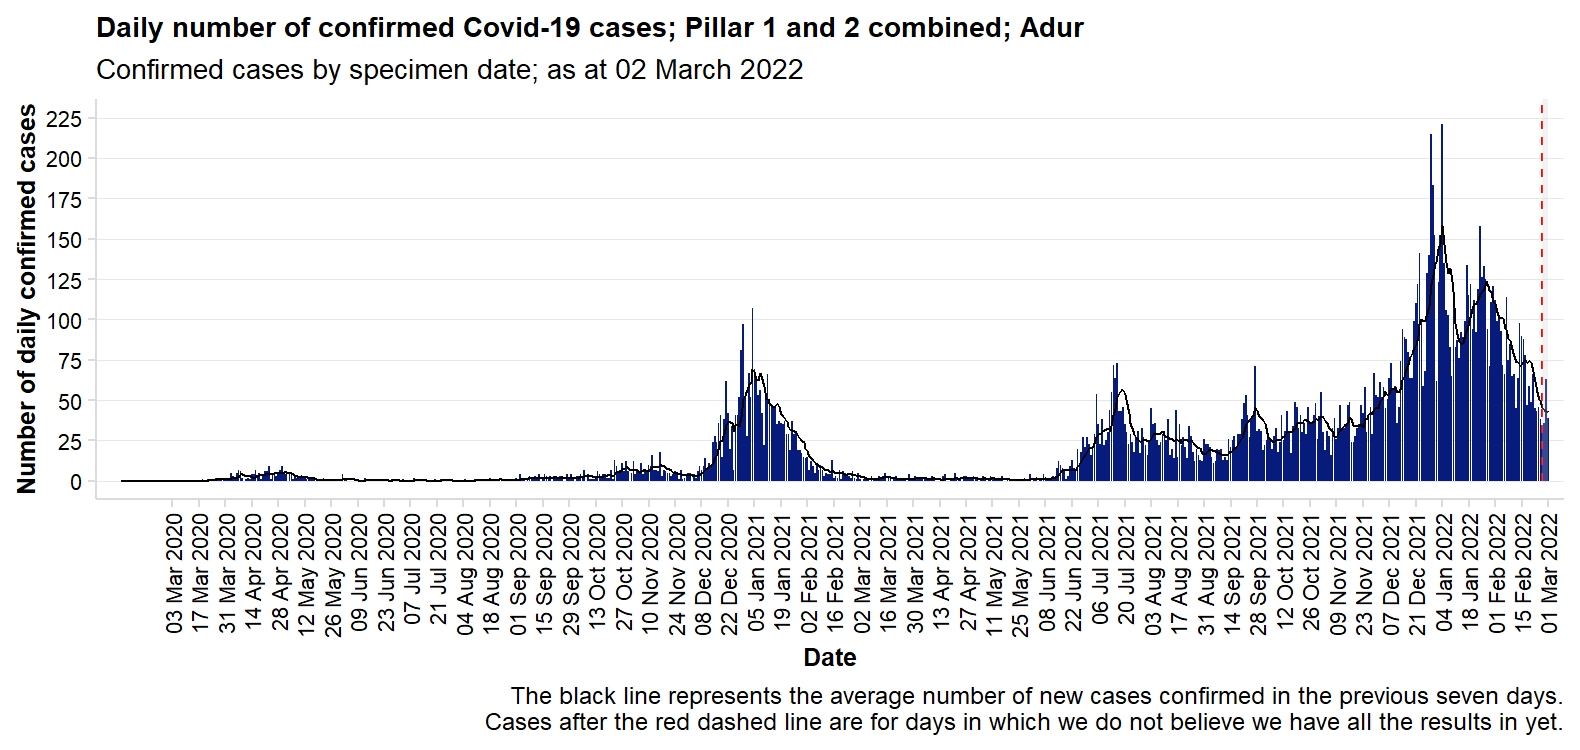 Daily number of confirmed Covid-19 cases; Pillar 1 and 2 combined; Adur
Confirmed cases by specimen date; as at 02 March 2022
Number of daily confirmed cases
225
200
175
150
125
100
75
50
25
0
03 Mar 2020
17 Mar 2020
31 Mar 2020
14 Apr 2020
28 Apr 2020
12 May 2020
26 May 2020
09 Jun 2020
23 Jun 2020
07 Jul 2020
21 Jul 2020
04 Aug 2020
18 Aug 2020
01 Sep 2020
15 Sep 2020
29 Sep 2020
13 Oct 2020
27 Oct 2020
10 Nov 2020
24 Nov 2020
08 Dec 2020
22 Dec 2020
05 Jan 2021
19 Jan 2021
02 Feb 2021
16 Feb 2021
02 Mar 2021
16 Mar 2021
30 Mar 2021
13 Apr 2021
27 Apr 2021
11 May 2021
25 May 2021
08 Jun 2021
22 Jun 2021
06 Jul 2021
20 Jul 2021
03 Aug 2021
17 Aug 2021
31 Aug 2021
14 Sep 2021
28 Sep 2021
12 Oct 2021
26 Oct 2021
09 Nov 2021
23 Nov 2021
07 Dec 2021
21 Dec 2021
04 Jan 2022
18 Jan 2022
01 Feb 2022
15 Feb 2022
01 Mar 2022
Date
The black line represents the average number of new cases confirmed in the previous seven days.
Cases after the red dashed line are for days in which we do not believe we have all the results in yet.